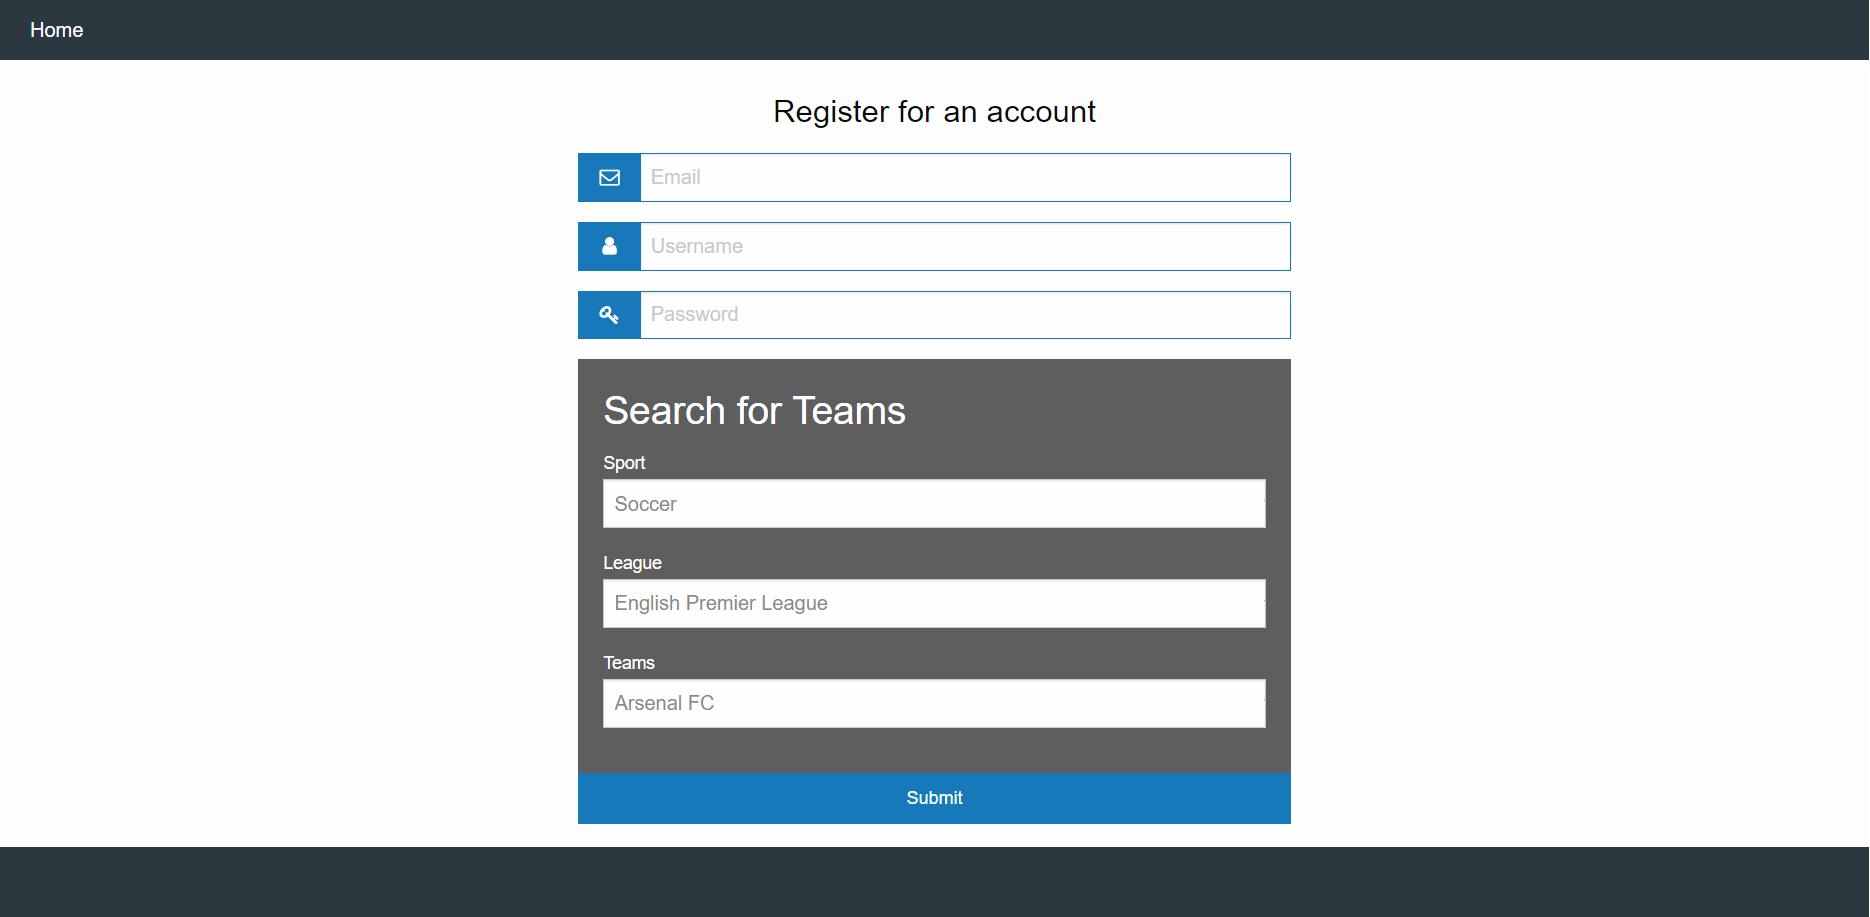 Home
Register for an account
Email
Username
Password
Search for Teams
Sport
Soccer
League
English Premier League
Teams
Arsenal FC
Submit